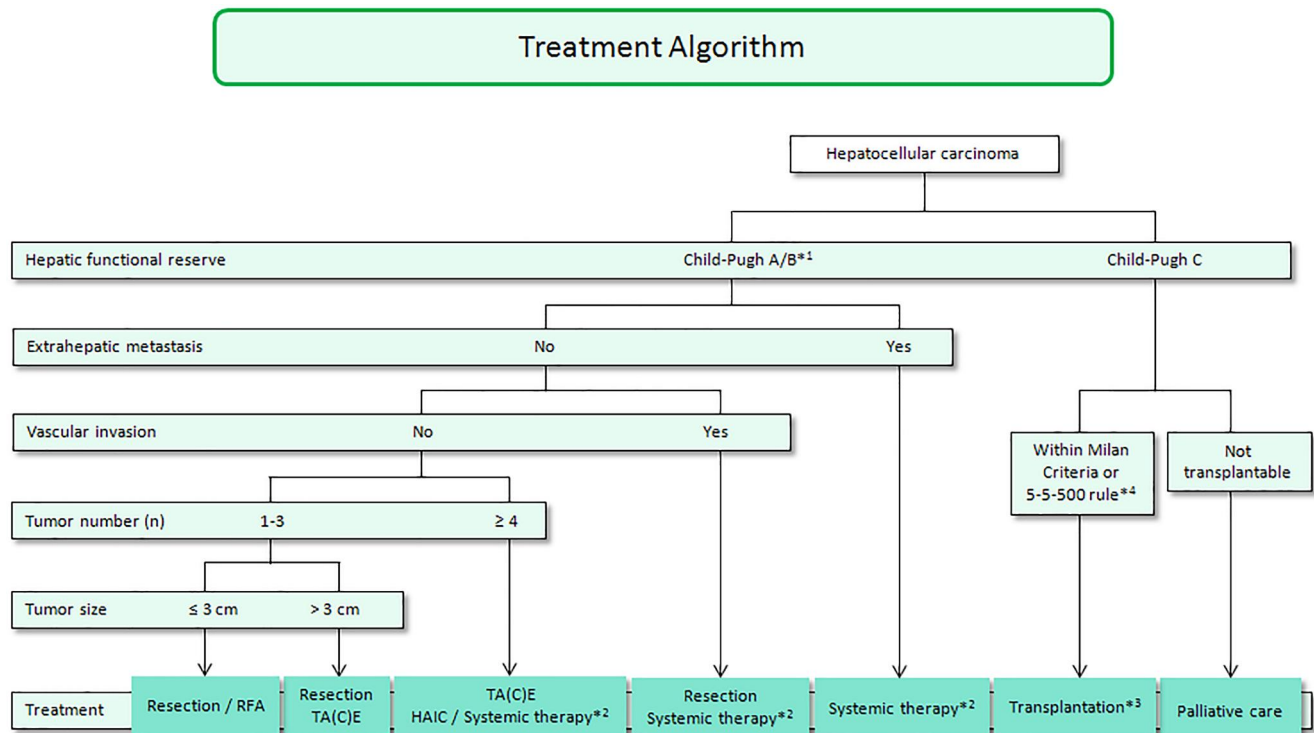 Treatment Algorithm
Hepatocellular carcinoma
Hepatic functional reserve Child-Pugh A/B*1 Child-Pugh C
Extrahepatic metastasis No Yes
Vascular invasion No Yes
Within Milan
Criteria or
5-5-500 rule*4
Not
transplantable
Tumor number (n) 1-3 ≥ 4
Tumor size ≤ 3 cm > 3 cm
Treatment
Resection / RFA
Resection
TA(C)E
TA(C)E
HAIC / Systemic therapy*2
Resection
Systemic therapy*2
Systemic therapy*2
Transplantation*3
Palliative care